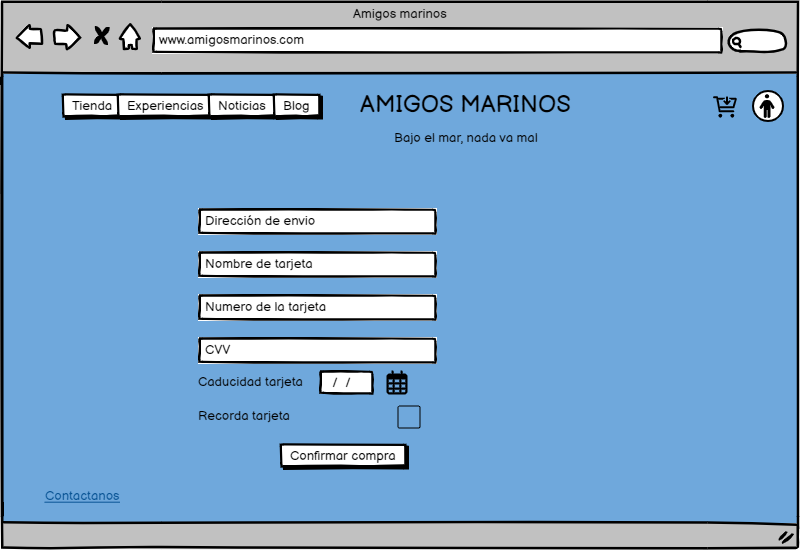 Amigos marinos
www.amigosmarinos.com
Tienda Experiencias Noticias Blog
AMIGOS MARINOS
Bajo el mar, nada va mal
Dirección de envio
Nombre de tarjeta
Numero de la tarjeta
CVV
Caducidad tarjeta / /
Recorda tarjeta
Confirmar compra
Contactanos